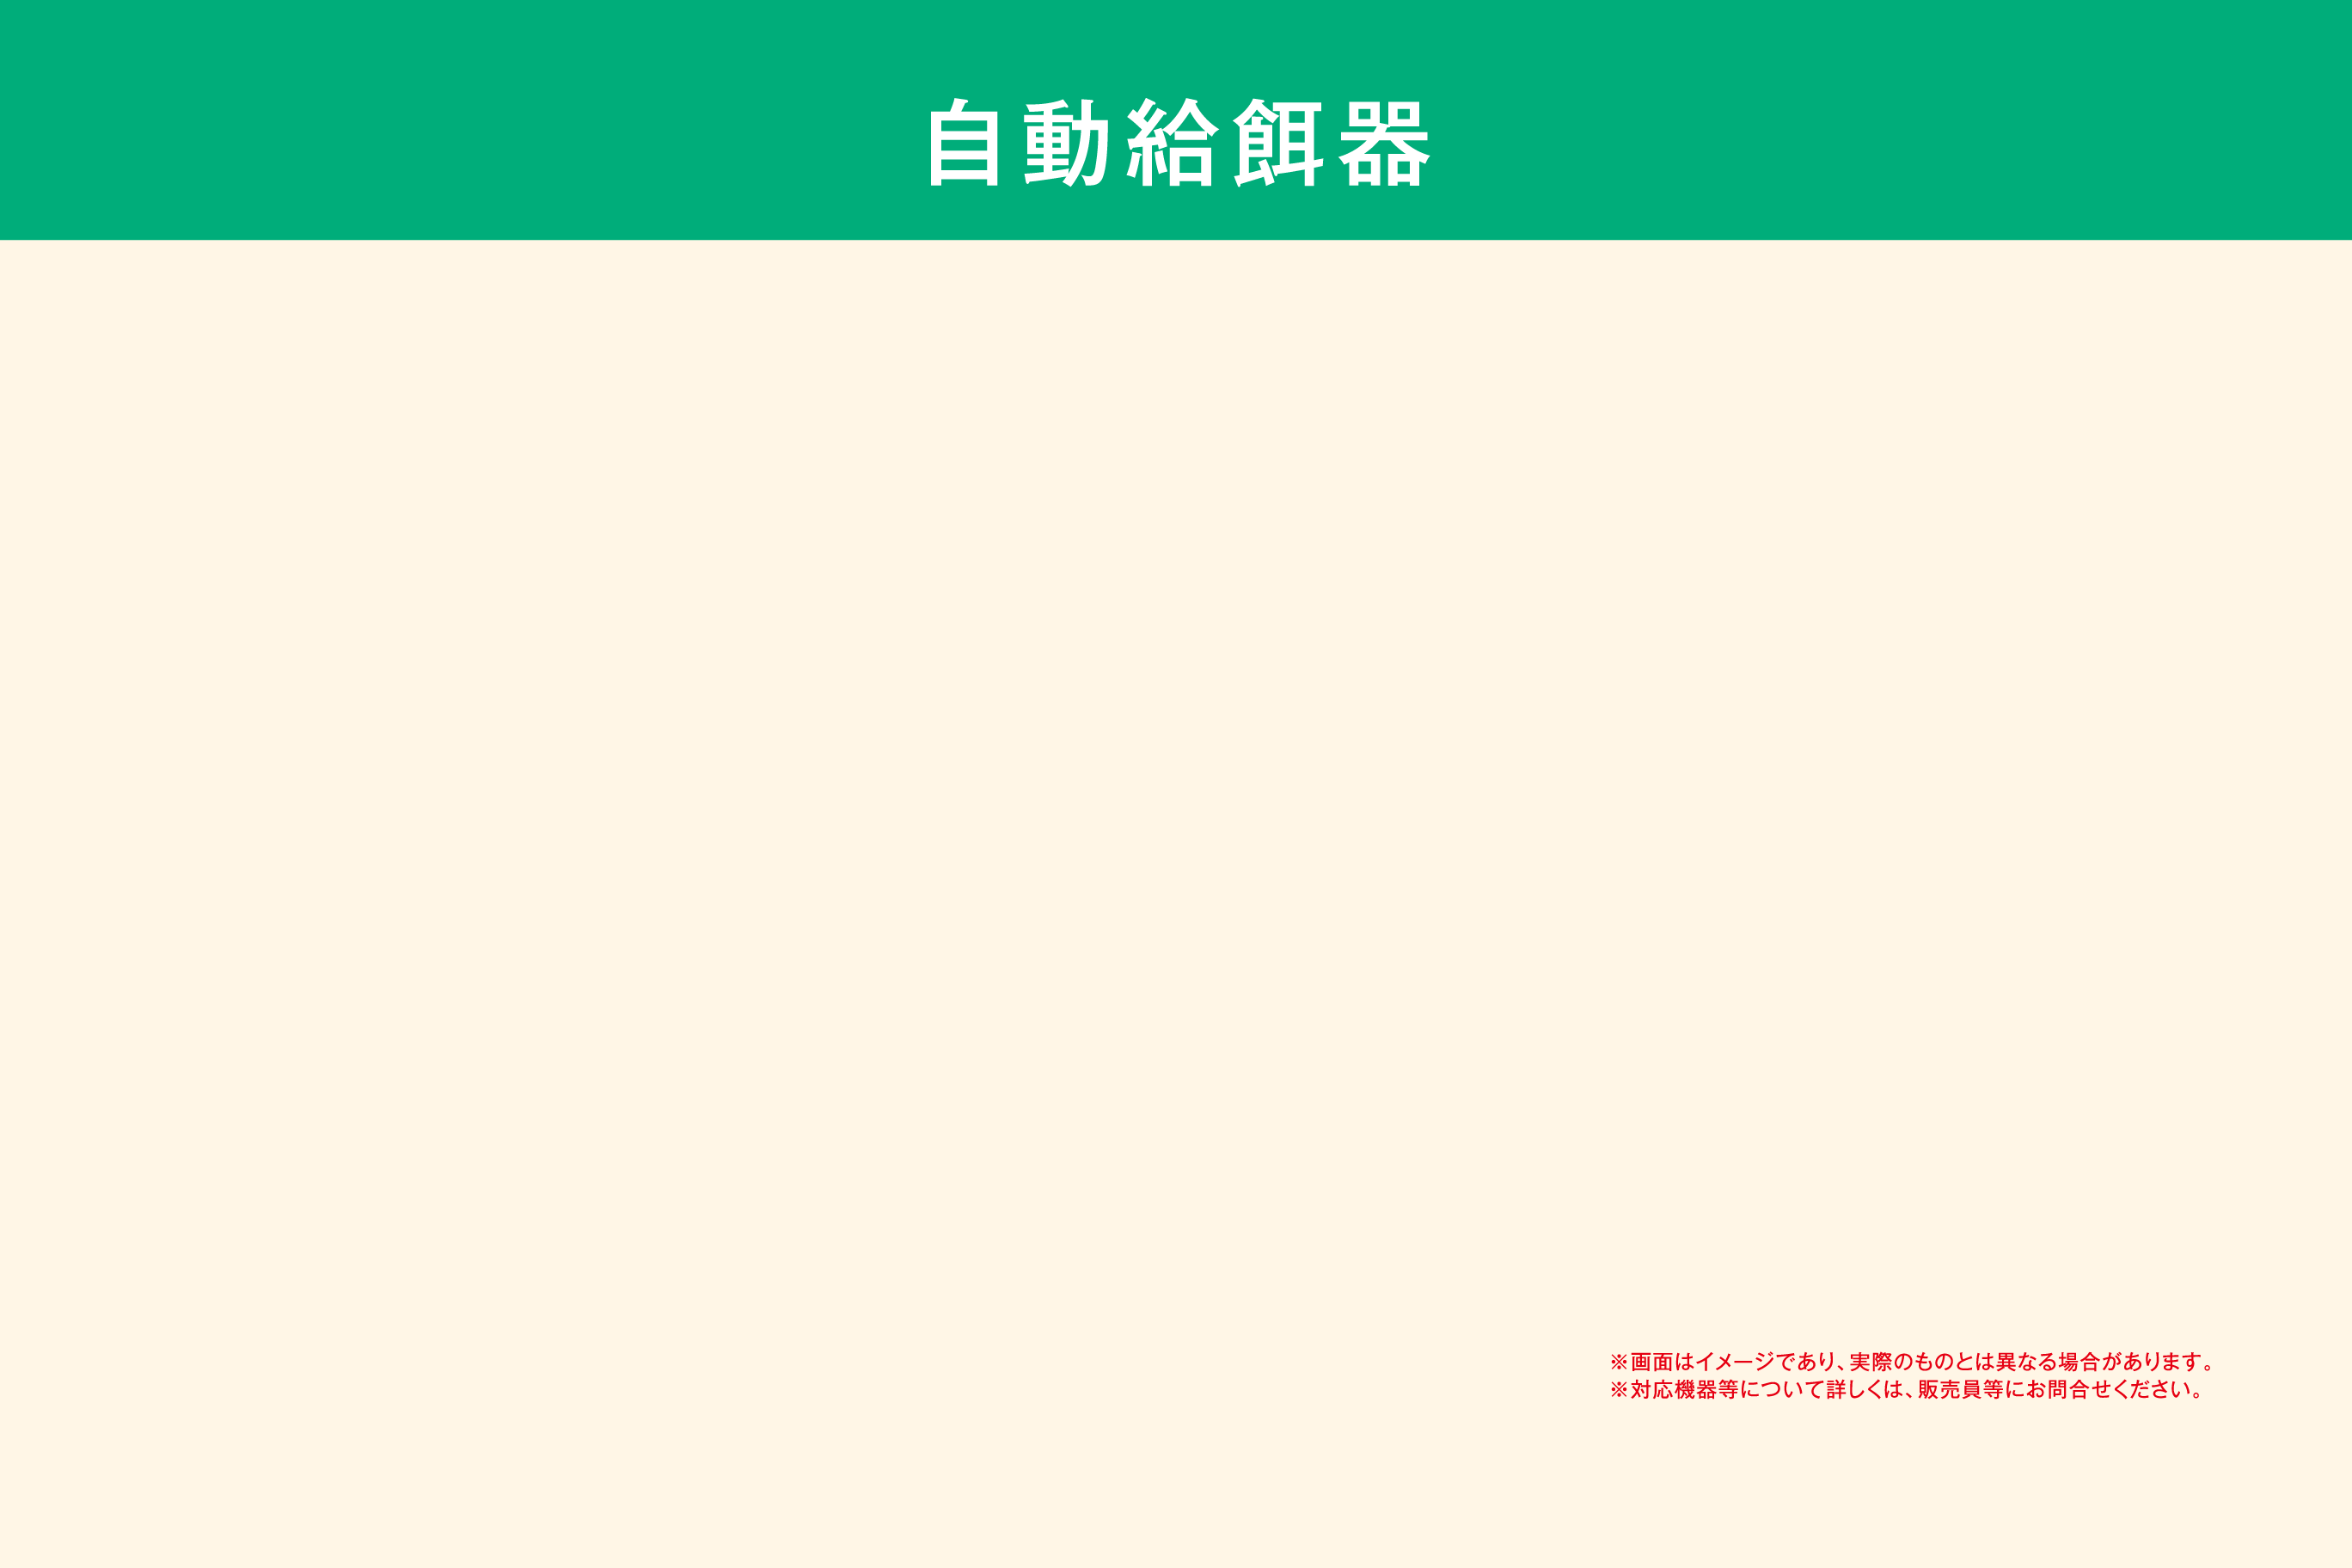 自動給餌器
※画面はイメージであり、実際のものとは異なる場合があります。
※対応機器等について詳しくは、販売員等にお問合せください。